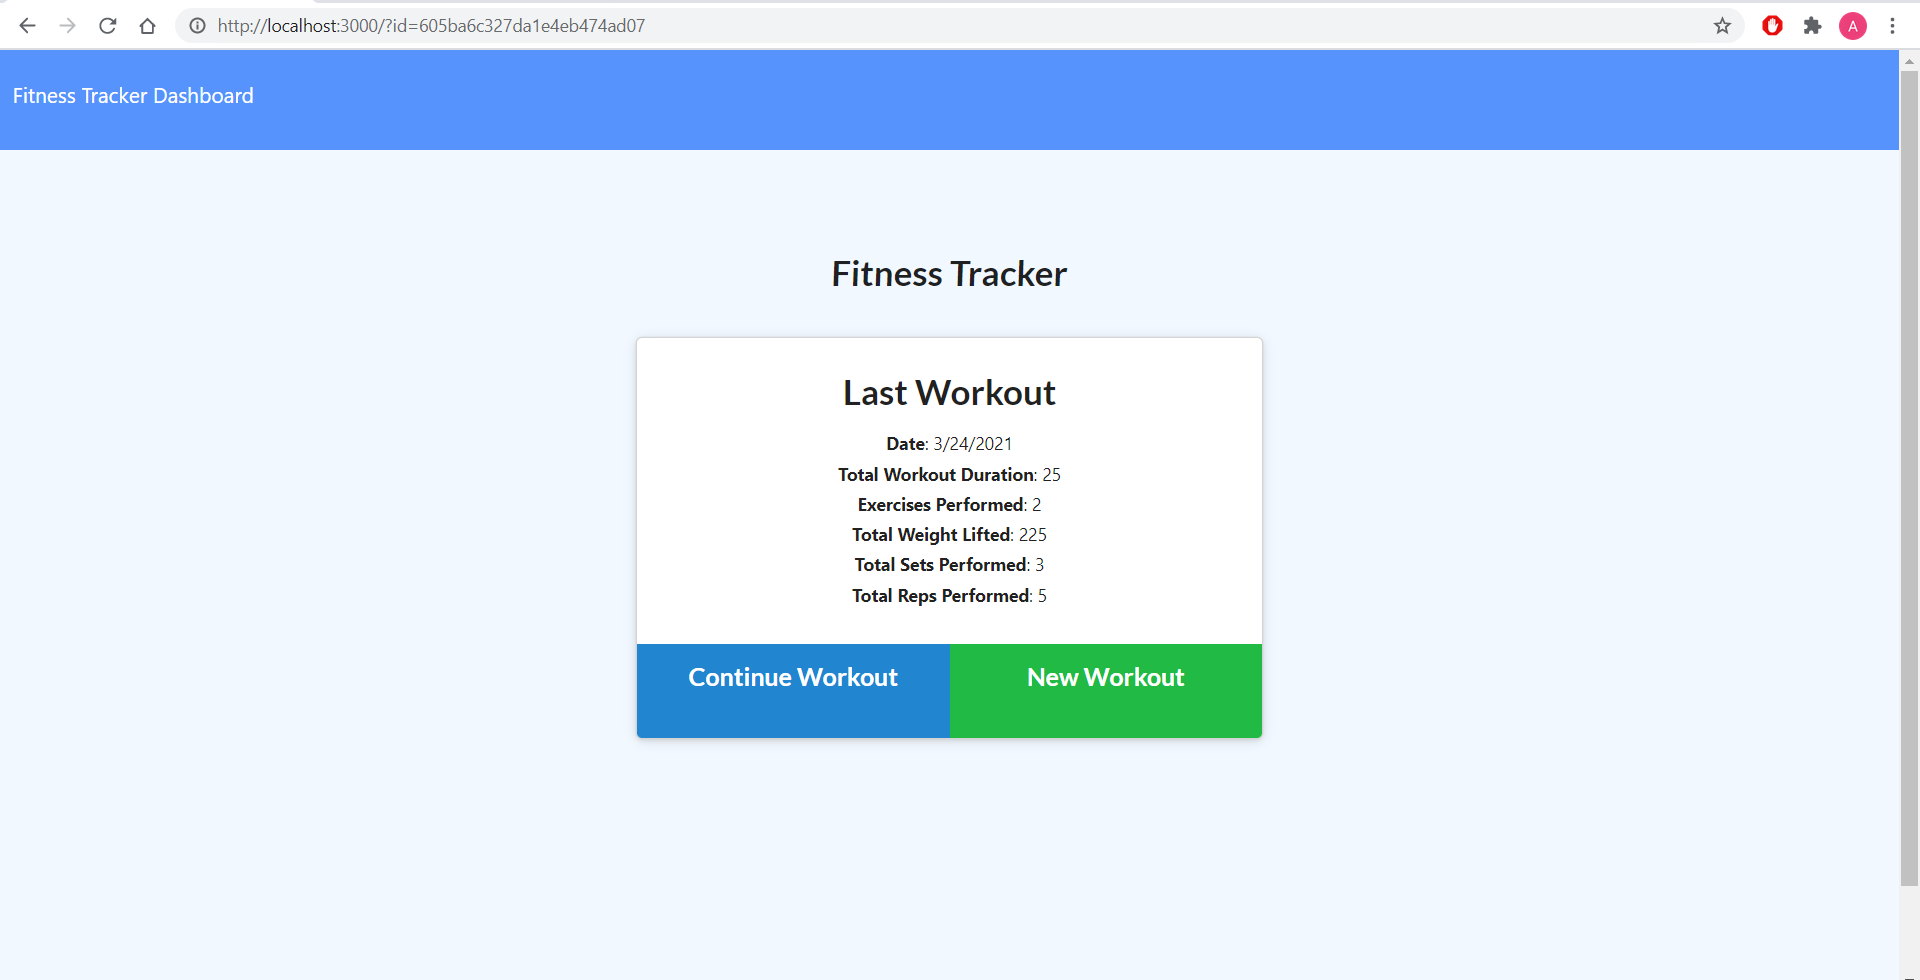 http://localhost:3000/?id=605ba6c327da1e4eb474ad07
A
Fitness Tracker Dashboard
Fitness Tracker
Last Workout
Date: 3/24/2021
Total Workout Duration: 25
Exercises Performed: 2
Total Weight Lifted: 225
Total Sets Performed: 3
Total Reps Performed: 5
Continue Workout
New Workout